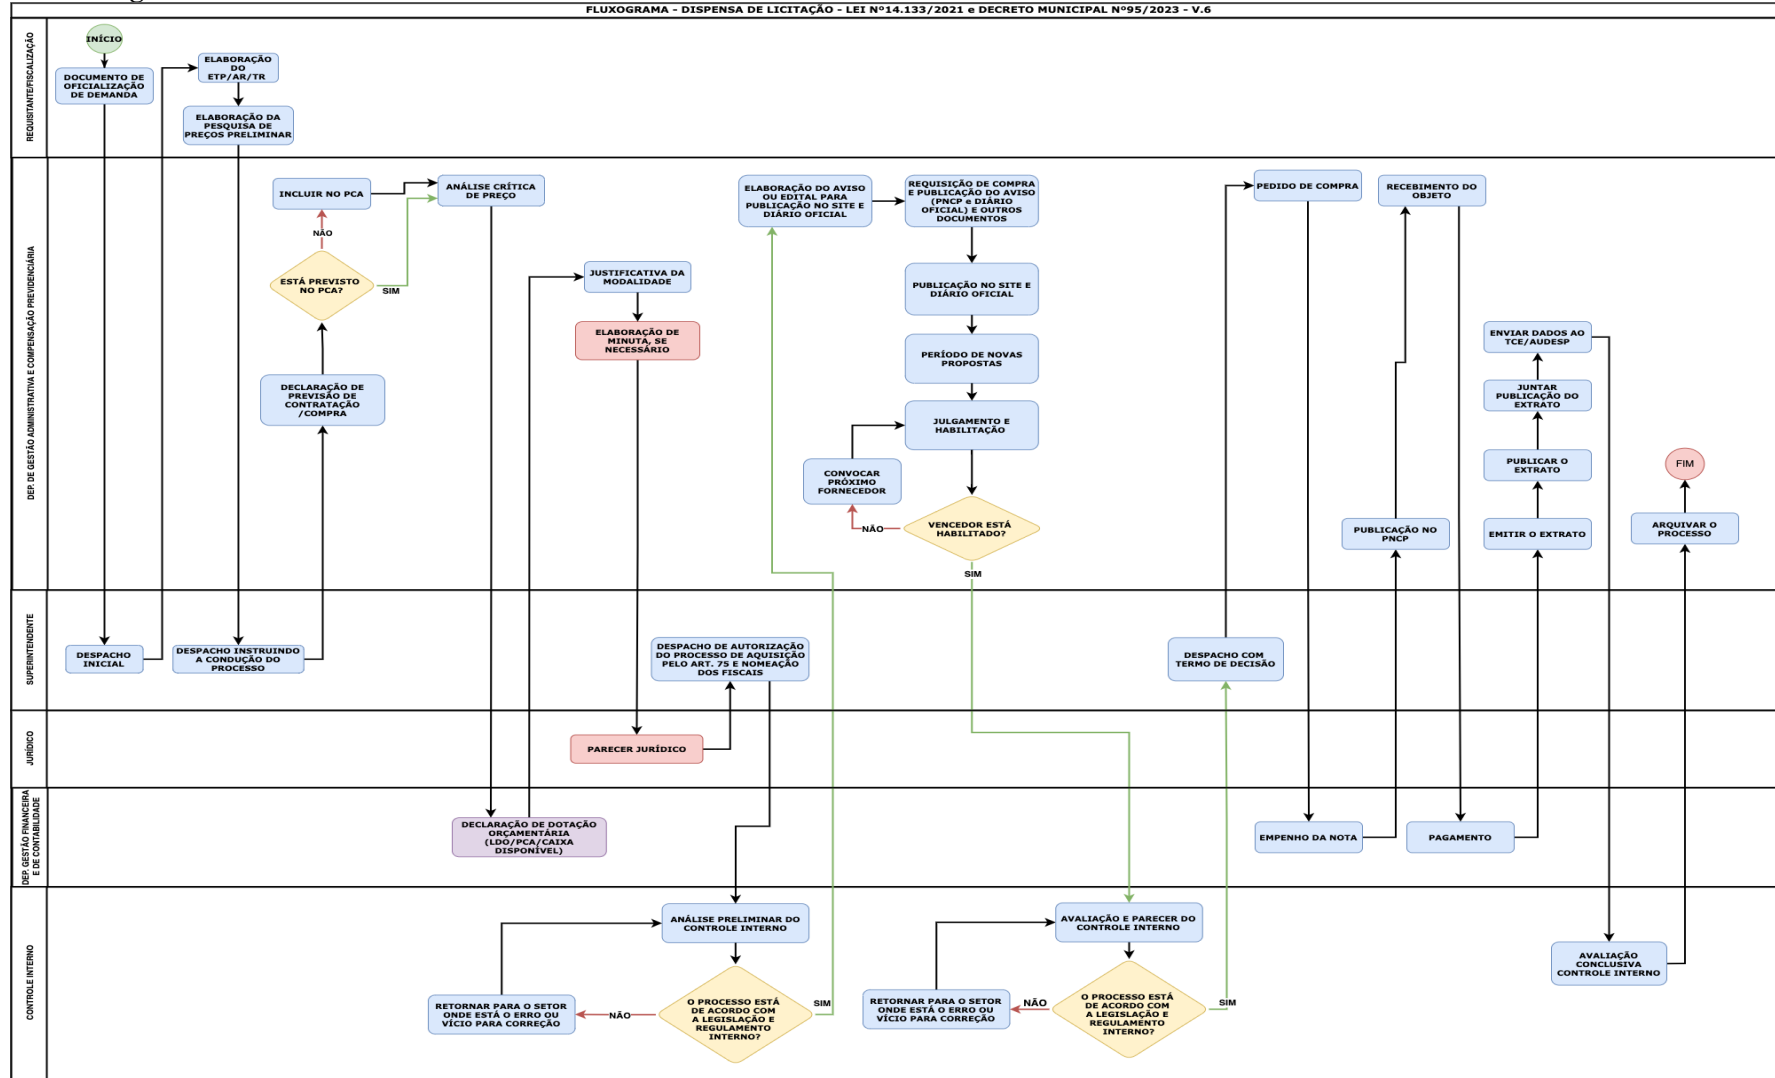 FLUXOGRAMA - DISPENSA DE LICITAÇÃO - LEI Nº14.133/2021 e DECRETO MUNICIPAL Nº95/2023 - V.6
REQUISITANTE/FISCALIZAÇÃO
INÍCIO
DOCUMENTO DE
OFICIALIZAÇÃO
DE DEMANDA
ELABORAÇÃO
DO
ETP/AR/TR
ELABORAÇÃO DA
PESQUISA DE
PREÇOS PRELIMINAR
DEP. DE GESTÃO ADMINISTRATIVA E COMPENSAÇÃO PREVIDENCIÁRIA
INCLUIR NO PCA
NÃO
ESTÁ PREVISTO
NO PCA?
SIM
DECLARAÇÃO DE
PREVISÃO DE
CONTRATAÇÃO
/COMPRA
ANÁLISE CRÍTICA
DE PREÇO
JUSTIFICATIVA DA
MODALIDADE
ELABORAÇÃO DE
MINUTA, SE
NECESSÁRIO
ELABORAÇÃO DO AVISO
OU EDITAL PARA
PUBLICAÇÃO NO SITE E
DIÁRIO OFICIAL
REQUISIÇÃO DE COMPRA
E PUBLICAÇÃO DO AVISO
(PNCP e DIÁRIO
OFICIAL) E OUTROS
DOCUMENTOS
PUBLICAÇÃO NO SITE E
DIÁRIO OFICIAL
PERÍODO DE NOVAS
PROPOSTAS
JULGAMENTO E
HABILITAÇÃO
CONVOCAR
PRÓXIMO
FORNECEDOR
NÃO
VENCEDOR ESTÁ
HABILITADO?
SIM
PEDIDO DE COMPRA
RECEBIMENTO DO
OBJETO
PUBLICAÇÃO NO
PNCP
ENVIAR DADOS AO
TCE/AUDESP
JUNTAR
PUBLICAÇÃO DO
EXTRATO
PUBLICAR O
EXTRATO
EMITIR O EXTRATO
FIM
ARQUIVAR O
PROCESSO
SUPERINTENDENTE
DESPACHO
INICIAL
DESPACHO INSTRUINDO
A CONDUÇÃO DO
PROCESSO
DESPACHO DE AUTORIZAÇÃO
DO PROCESSO DE AQUISIÇÃO
PELO ART. 75 E NOMEAÇÃO
DOS FISCAIS
DESPACHO COM
TERMO DE DECISÃO
JURÍDICO
PARECER JURÍDICO
DEP. GESTÃO FINANCEIRA
E DE CONTABILIDADE
DECLARAÇÃO DE DOTAÇÃO
ORÇAMENTÁRIA
(LDO/PCA/CAIXA
DISPONÍVEL)
EMPENHO DA NOTA
PAGAMENTO
CONTROLE INTERNO
ANÁLISE PRELIMINAR DO
CONTROLE INTERNO
RETORNAR PARA O SETOR
ONDE ESTÁ O ERRO OU
VÍCIO PARA CORREÇÃO
NÃO
O PROCESSO ESTÁ
DE ACORDO COM
A LEGISLAÇÃO E
REGULAMENTO
INTERNO?
SIM
AVALIAÇÃO E PARECER DO
CONTROLE INTERNO
RETORNAR PARA O SETOR
ONDE ESTÁ O ERRO OU
VÍCIO PARA CORREÇÃO
NÃO
O PROCESSO ESTÁ
DE ACORDO COM
A LEGISLAÇÃO E
REGULAMENTO
INTERNO?
SIM
AVALIAÇÃO
CONCLUSIVA
CONTROLE INTERNO